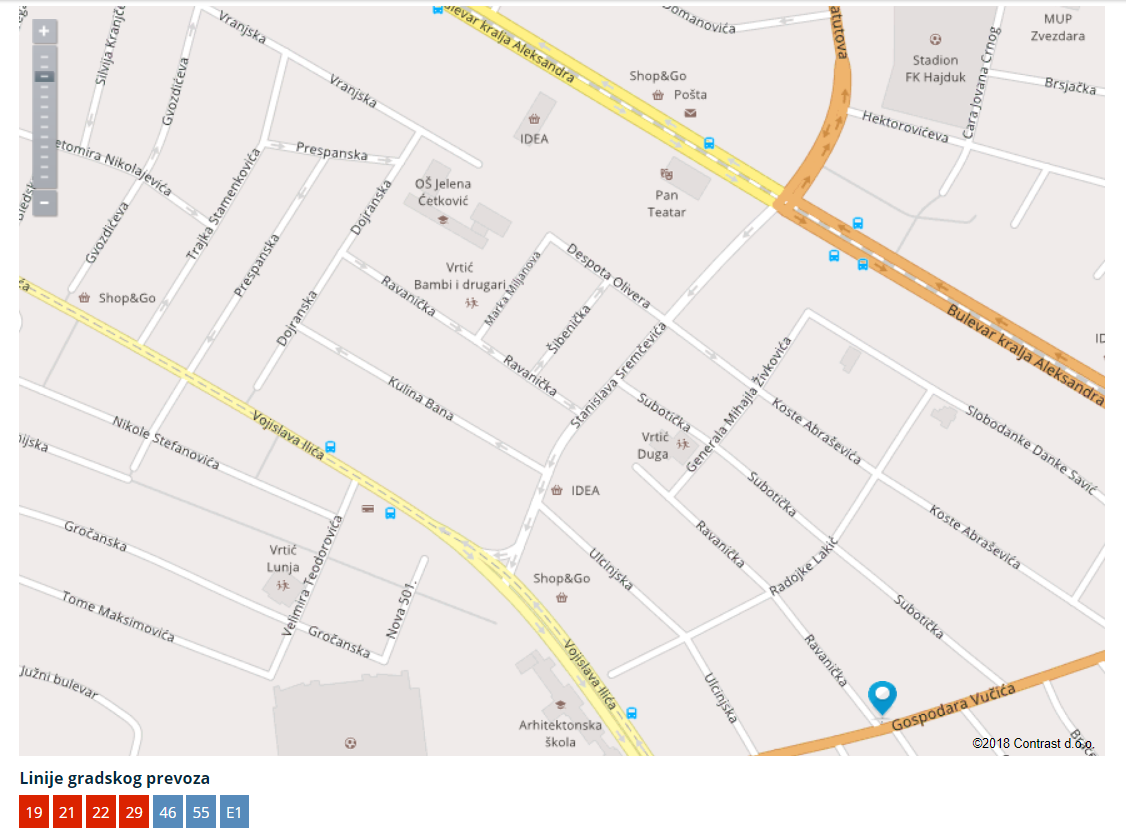 Domanovića
MUP
Zvezdara
Vranjska
Bulevar kralja Aleksandra
Silvija Kranjče
Stadion
FK Hajduk
Shop&Go
Pošta
Vranjska
Gvozdićeva
Cara Jovana Crnog
Brsjačka
IDEA
Hektorovićeva
Prespanska
etomira Nikolajevića
OŠ Jelena
Ćetković
Pan
Teatar
Trajka Stamenkovića
Dojranska
Gvozdićeva
Prespanska
Vrtić
Bambi i drugari
Despota Olivera
Marka Miljanova
Ravanička
Shop&Go
Dojranska
Šibenička
Bulevar kralja Aleksandra
Ravanička
Stanislava Sremčevića
Generala Mihajla Živkovića
Kulina Bana
Subotička
Koste Abraševića
Slobodanke Danke Savić
Vojislava Ilića
Nikole Stefanovića
Vrtić
Duga
Subotička
IDEA
Ravanička
Koste Abraševića
Gročanska
Velimira Teodorovića
Vrtić
Lunja
Ulcinjska
Radojke Lakić
Shop&Go
Nova 501.
Tome Maksimovića
Gročanska
Subotička
Vojislava Ilića
Ravanička
Južni bulevar
Ulcinjska
Gospodara Vučića
Arhitektonska
škola
©2018 Contrast d.o.o.
Linije gradskog prevoza
19 21 22 29 46 55 E1